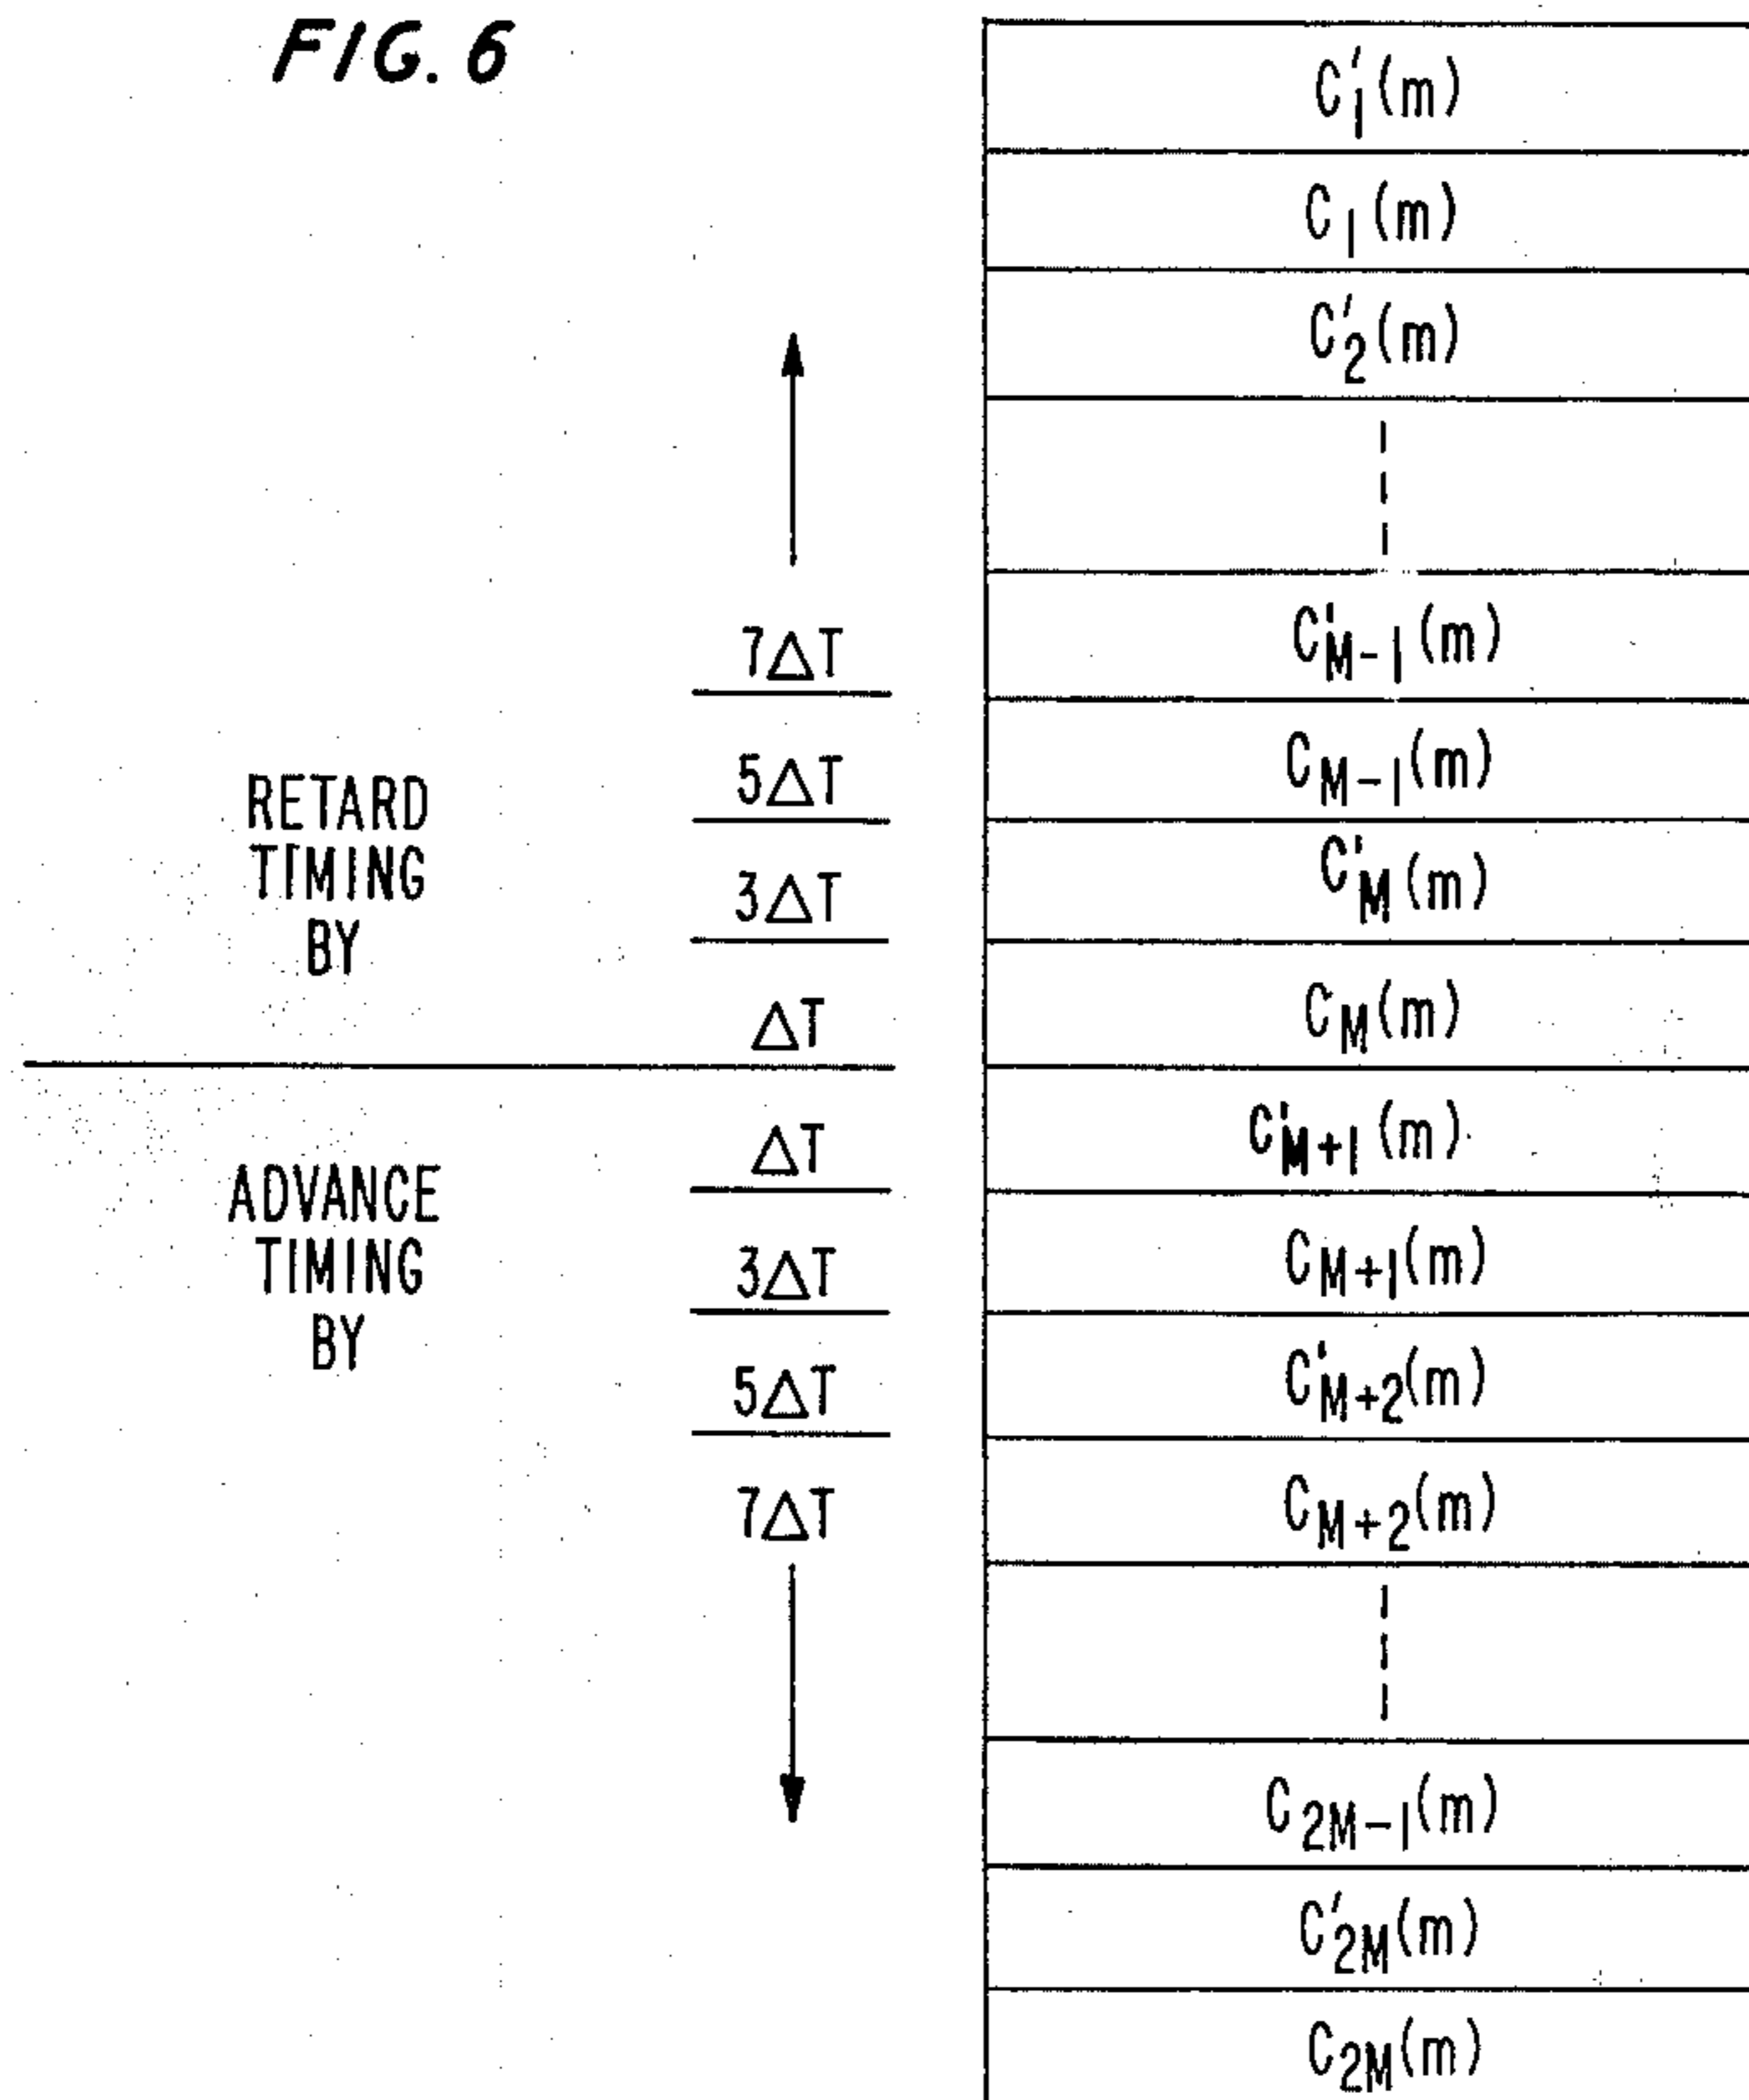 FIG. 6
C'1(m)
C1(m)
C'2(m)
7ΔT C'M-1(m)
5ΔT CM-1(m)
RETARD
TIMING
BY
3ΔT C'M(m)
ΔT CM(m)
ΔT C'M+1(m)
ADVANCE
TIMING
BY
3ΔT CM+1(m)
5ΔT C'M+2(m)
7ΔT CM+2(m)
C2M-1(m)
C'2M(m)
C2M(m)